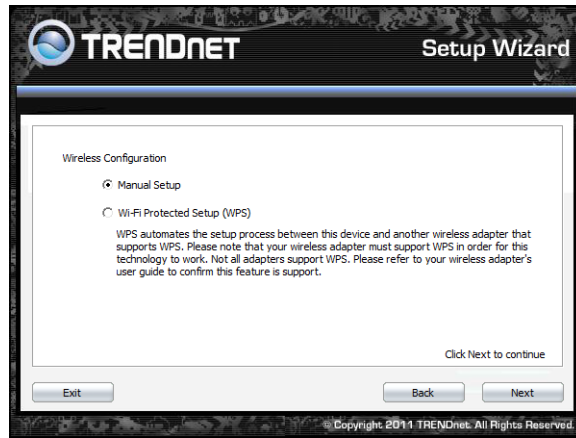 TRENDnet
Setup Wizard
Wireless Configuration
Manual Setup
Wi-Fi Protected Setup (WPS)
WPS automates the setup process between this device and another wireless adapter that
supports WPS. Please note that your wireless adapter must support WPS in order for this
technology to work. Not all adapters support WPS. Please refer to your wireless adapter's
user guide to confirm this feature is support.
Click Next to continue
Exit
Back
Next
Copyright 2011 TRENDnet. All Rights Reserved.